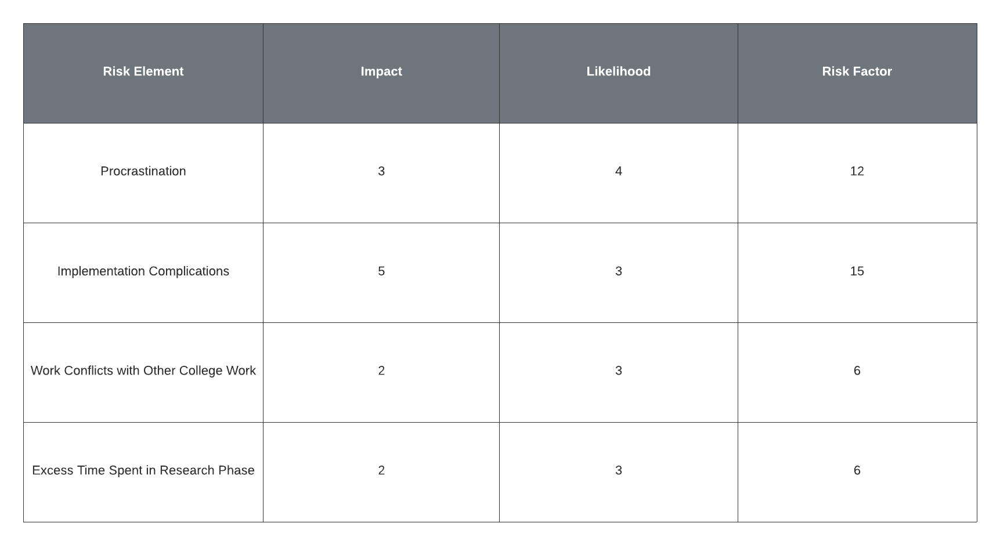 Risk Element Impact Likelihood Risk Factor
Procrastination 3 4 12
Implementation Complications 5 3 15
Work Conflicts with Other College Work 2 3 6
Excess Time Spent in Research Phase 2 3 6